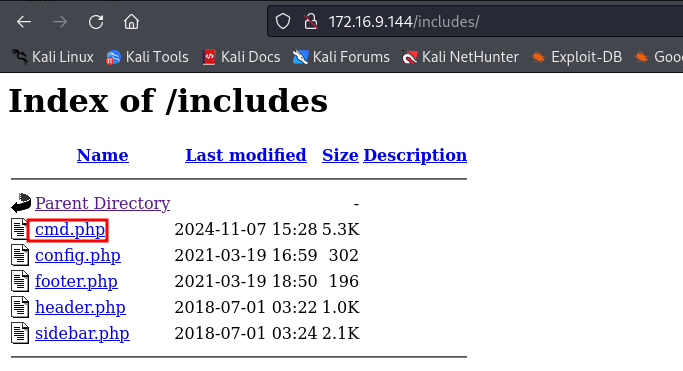 172.16.9.144/includes/
Kali Linux Kali Tools Kali Docs Kali Forums Kali NetHunter Exploit-DB Goo
Index of /includes
Name Last modified Size Description
Parent Directory -
cmd.php 2024-11-07 15:28 5.3K
config.php 2021-03-19 16:59 302
footer.php 2021-03-19 18:50 196
header.php 2018-07-01 03:22 1.0K
sidebar.php 2018-07-01 03:24 2.1K